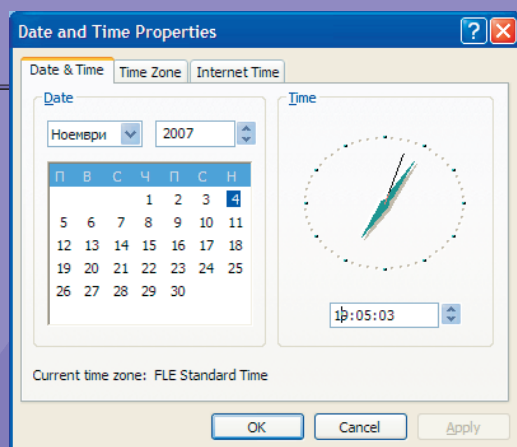 Date and Time Properties
Date & Time Time Zone Internet Time
Date
Ноември 2007
П В С Ч П С Н
1 2 3 4
5 6 7 8 9 10 11
12 13 14 15 16 17 18
19 20 21 22 23 24 25
26 27 28 29 30
Time
19:05:03
Current time zone: FLE Standard Time
OK Cancel Apply